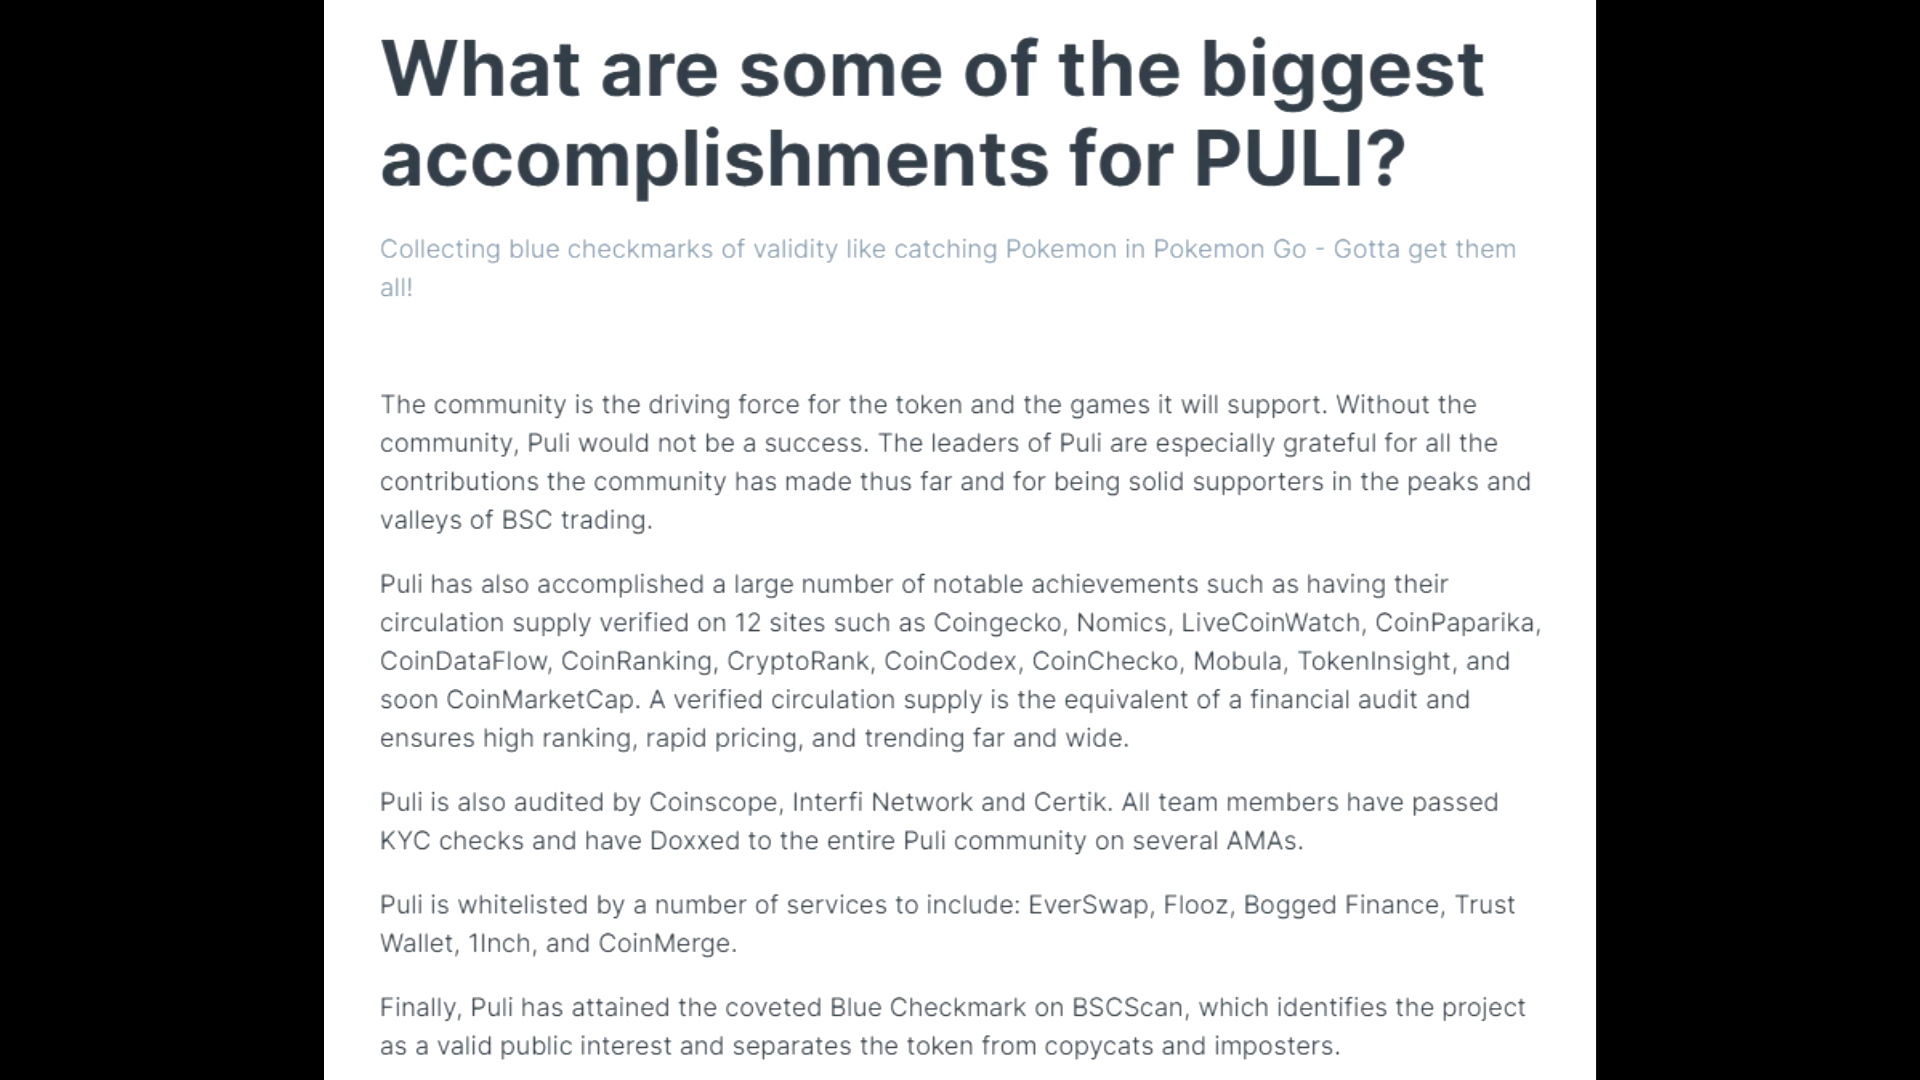 What are some of the biggest
accomplishments for PULI?
Collecting blue checkmarks of validity like catching Pokemon in Pokemon Go - Gotta get them
all!
The community is the driving force for the token and the games it will support. Without the
community, Puli would not be a success. The leaders of Puli are especially grateful for all the
contributions the community has made thus far and for being solid supporters in the peaks and
valleys of BSC trading.
Puli has also accomplished a large number of notable achievements such as having their
circulation supply verified on 12 sites such as Coingecko, Nomics, LiveCoinWatch, CoinPaparika,
CoinDataFlow, CoinRanking, CryptoRank, CoinCodex, CoinChecko, Mobula, TokenInsight, and
soon CoinMarketCap. A verified circulation supply is the equivalent of a financial audit and
ensures high ranking, rapid pricing, and trending far and wide.
Puli is also audited by Coinscope, Interfi Network and Certik. All team members have passed
KYC checks and have Doxxed to the entire Puli community on several AMAs.
Puli is whitelisted by a number of services to include: EverSwap, Flooz, Bogged Finance, Trust
Wallet, 1Inch, and CoinMerge.
Finally, Puli has attained the coveted Blue Checkmark on BSCScan, which identifies the project
as a valid public interest and separates the token from copycats and imposters.